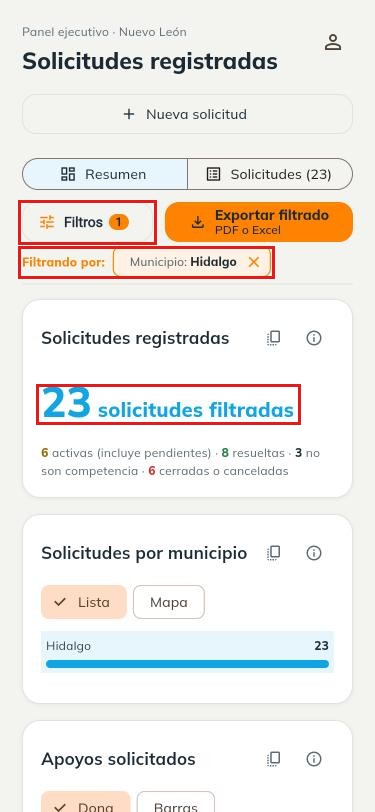 Panel ejecutivo · Nuevo León
Solicitudes registradas
+ Nueva solicitud
Resumen
Solicitudes (23)
Filtros 1
Exportar filtrado
PDF o Excel
Filtrando por: Municipio: Hidalgo
Solicitudes registradas
23 solicitudes filtradas
6 activas (incluye pendientes) · 8 resueltas · 3 no
son competencia · 6 cerradas o canceladas
Solicitudes por municipio
Lista
Mapa
Hidalgo 23
Apoyos solicitados
Dona
Barras